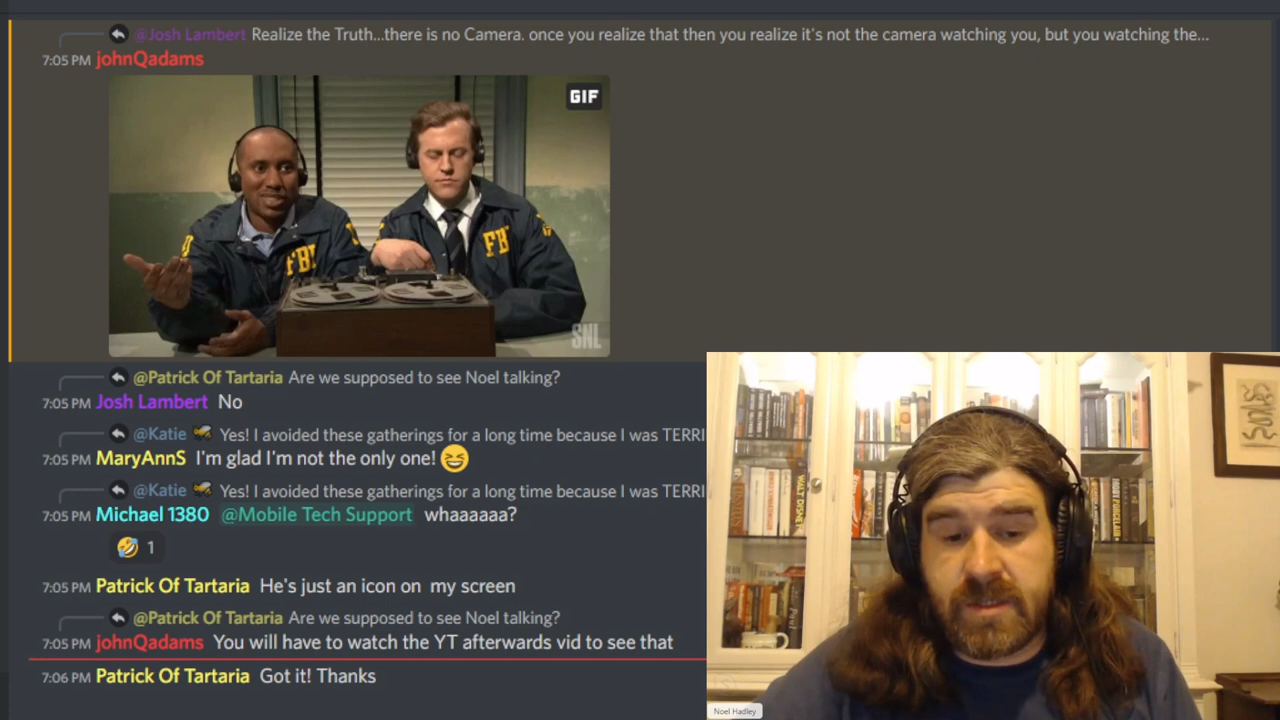 @Josh Lambert Realize the Truth...there is no Camera. once you realize that then you realize it's not the camera watching you, but you watching the...
7:05 PM johnQadams
GIF
FBI
FB
SNL
@Patrick Of Tartaria Are we supposed to see Noel talking?
7:05 PM Josh Lambert No
@Katie Yes! I avoided these gatherings for a long time because I was TERRI
7:05 PM MaryAnnS I'm glad I'm not the only one! 😆
@Katie Yes! I avoided these gatherings for a long time because I was TERRI
7:05 PM Michael 1380 @Mobile Tech Support whaaaaaa?
🤣 1
7:05 PM Patrick Of Tartaria He's just an icon on my screen
@Patrick Of Tartaria Are we supposed to see Noel talking?
7:05 PM johnQadams You will have to watch the YT afterwards vid to see that
7:06 PM Patrick Of Tartaria Got it! Thanks
WALT DISNEY
Noel Hadley